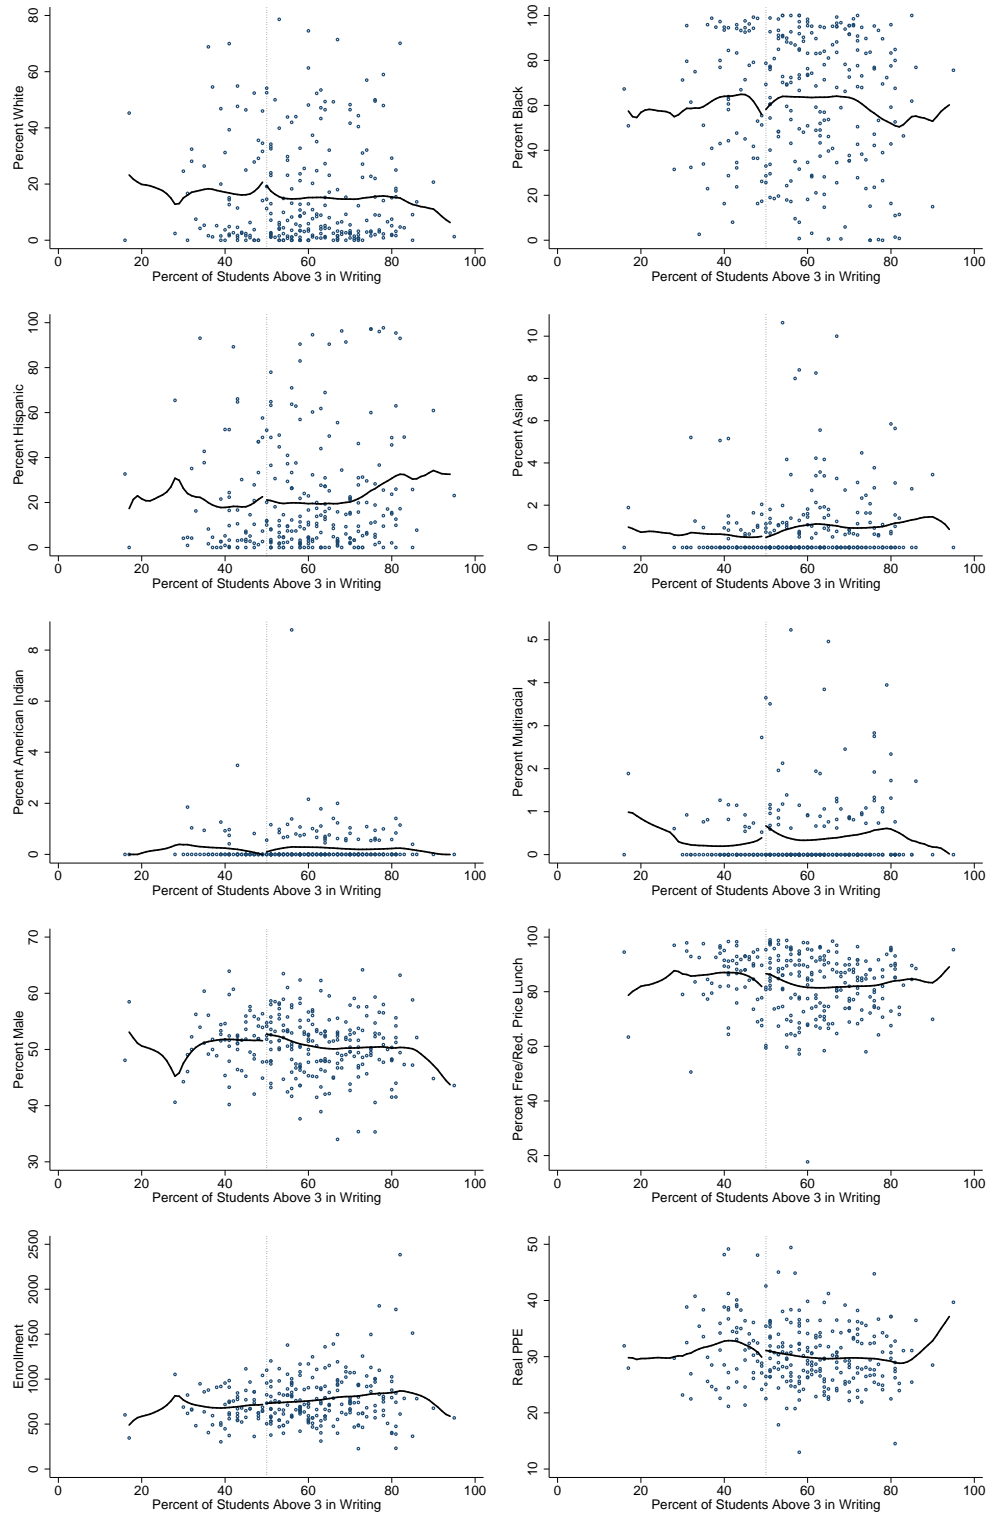 Percent White
80
60
40
20
0
0 20 40 60 80 100
Percent of Students Above 3 in Writing
Percent Black
100
80
60
40
20
0
0 20 40 60 80 100
Percent of Students Above 3 in Writing
Percent Hispanic
100
80
60
40
20
0
0 20 40 60 80 100
Percent of Students Above 3 in Writing
Percent Asian
10
8
6
4
2
0
0 20 40 60 80 100
Percent of Students Above 3 in Writing
Percent American Indian
8
6
4
2
0
0 20 40 60 80 100
Percent of Students Above 3 in Writing
Percent Multiracial
5
4
3
2
1
0
0 20 40 60 80 100
Percent of Students Above 3 in Writing
Percent Male
70
60
50
40
30
0 20 40 60 80 100
Percent of Students Above 3 in Writing
Percent Free/Red. Price Lunch
100
80
60
40
20
0 20 40 60 80 100
Percent of Students Above 3 in Writing
Enrollment
2500
2000
1500
1000
500
0
0 20 40 60 80 100
Percent of Students Above 3 in Writing
Real PPE
50
40
30
20
10
0 20 40 60 80 100
Percent of Students Above 3 in Writing